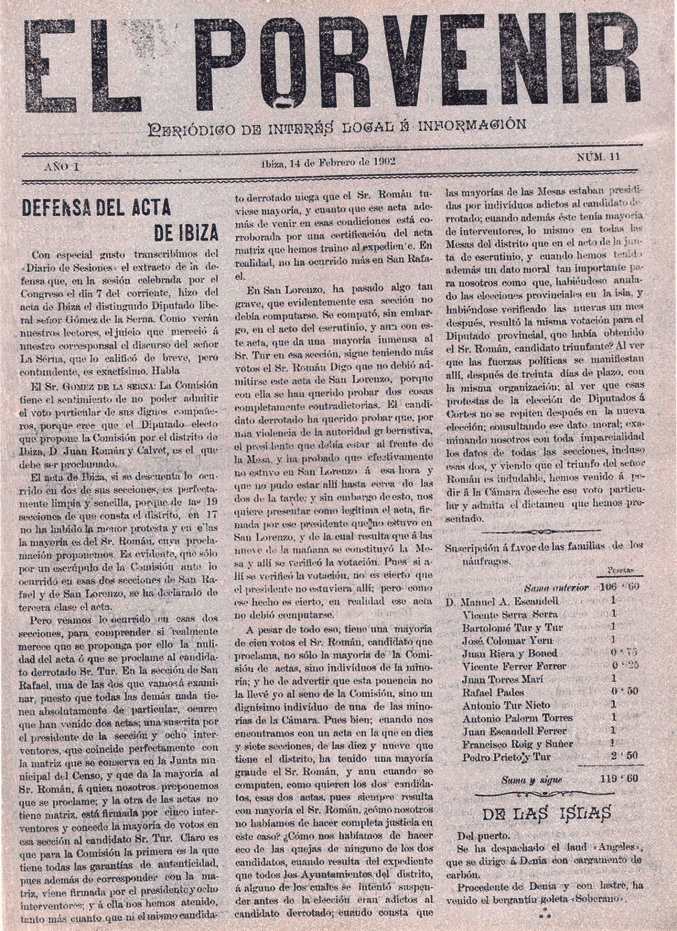 EL PORVENIR
PERIÓDICO DE INTERÉS LOCAL É INFORMACIÓN
AÑO I
Ibiza, 14 de Febrero de 1902
NÚM. 11
DEFENSA DEL ACTA
DE IBIZA
Con especial gusto transcribimos del
«Diario de Sesiones» el extracto de la de-
fensa que, en la sesión celebrada por el
Congreso el día 7 del corriente, hizo del
acta de Ibiza el distinguido Diputado libe-
ral señor Gómez de la Serna. Como verán
nuestros lectores, el juicio que mereció á
nuestro corresponsal el discurso del señor
La Serna, que lo calificó de breve, pero
contundente, es exactísimo. Habla
El Sr. GOMEZ DE LA SERNA: La Comisión
tiene el sentimiento de no poder admitir
el voto particular de sus dignos compañe-
ros, porque cree que el Diputado electo
que propone la Comisión por el distrito de
Ibiza, D. Juan Román y Calvet, es el que
debe ser proclamado.
El acta de Ibiza, si se descuenta lo ocu-
rrido en dos de sus secciones, es perfecta-
mente limpia y sencilla, porque de las 19
secciones de que consta el distrito, en 17
no ha habido la menor protesta y en ellas
la mayoría es del Sr. Román, cuya procla-
mación proponemos. Es evidente, que sólo
por un escrúpulo de la Comisión ante lo
ocurrido en esas dos secciones de San Ra-
fael y de San Lorenzo, se ha declarado de
tercera clase el acta.
Pero veamos lo ocurrido en esas dos
secciones, para comprender si realmente
merece que se proponga por ello la nuli-
dad del acta ó que se proclame al candida-
to derrotado Sr. Tur. En la sección de San
Rafael, una de las dos que vamos á exami-
nar, puesto que todas las demás nada tie-
nen absolutamente de particular, ocurre
que han venido dos actas; una suscrita por
el presidente de la sección y ocho inter-
ventores, que coincide perfectamente con
la matriz que se conserva en la Junta mu-
nicipal del Censo, y que da la mayoría al
Sr. Román, á quien nosotros proponemos
que se proclame; y la otra de las actas no
tiene matriz, está firmada por cinco inter-
ventores y concede la mayoría de votos en
esa sección al candidato Sr. Tur. Claro es
que para la Comisión la primera es la que
tiene todas las garantías de autenticidad,
pues además de corresponder con la ma-
triz, viene firmada por el presidente y ocho
interventores; y á ella nos hemos atenido,
tanto más cuanto que ni el mismo candida-
to derrotado niega que el Sr. Román tu-
viese mayoría, y cuanto que ese acta ade-
más de venir en esas condiciones está co-
rroborada por una certificación del acta
matriz que hemos traino al expediente. En
realidad, no ha ocurrido más en San Rafa-
el.
En San Lorenzo, ha pasado algo tan
grave, que evidentemente esa sección no
debía computarse. Se computó, sin embar-
go, en el acto del escrutinio, y aun con es-
te acta, que da una mayoría inmensa al
Sr. Tur en esa sección, sigue teniendo más
votos el Sr. Román Digo que no debió ad-
mitirse este acta de San Lorenzo, porque
con ella se han querido probar dos cosas
completamente contradictorias. El candi-
dato derrotado ha querido probar que, por
una violencia de la autoridad gubernativa,
el presidente que debía estar al frente de
la Mesa, y ha probado que efectivamente
no estuvo en San Lorenzo á esa hora y
que no pudo estar allí hasta cerca de las
dos de la tarde; y sin embargo de esto, nos
quiere presentar como legítima el acta, fir-
mada por ese presidente que no estuvo en
San Lorenzo, y de la cual resulta que á las
nueve de la mañana se constituyó la Me-
sa y allí se verificó la votación. Pues si a-
llí se verificó la votación, no es cierto que
el presidente no estuviera allí; pero como
ese hecho es cierto, en realidad ese acta
no debió computarse.
A pesar de todo eso, tiene una mayoría
de cien votos el Sr. Román, candidato que
proclama, no sólo la mayoría de la Comi-
sión de actas, sino individuos de la mino-
ría; y he de advertir que esta ponencia no
la llevé yo al seno de la Comisión, sino un
dignísimo individuo de una de las mino-
rías de la Cámara. Pues bien; cuando nos
encontramos con un acta en la que en diez
y siete secciones, de las diez y nueve que
tiene el distrito, ha tenido una mayoría
grande el Sr. Román, y aun cuando se
computen, como quieren los dos candida-
tos, esas dos actas, pues siempre resulta
con mayoría el Sr. Román, ¿cómo nosotros
no habíamos de hacer completa justicia en
este caso? ¿Cómo nos habíamos de hacer
eco de las quejas de ninguno de los dos
candidatos, cuando resulta del expediente
que todos los Ayuntamientos del distrito,
á alguno de los cuales se intentó suspen-
der antes de la elección eran adictos al
candidato derrotado; cuando consta que
las mayorías de las Mesas estaban presidi-
das por individuos adictos al candidato de-
rrotado; cuando además éste tenía mayoría
de interventores, lo mismo en todas las
Mesas del distrito que en el acto de la jun-
ta de escrutinio, y cuando hemos tenido
además un dato moral tan importante pa-
ra nosotros como que, habiéndose anula-
do las elecciones provinciales en la isla, y
habiéndose verificado las nuevas un mes
después, resultó la misma votación para el
Diputado provincial, que había obtenido
el Sr. Román, candidato triunfante? Al ver
que las fuerzas políticas se manifiestan
allí, después de treinta días de plazo, con
la misma organización; al ver que esas
protestas de la elección de Diputados á
Cortes no se repiten después en la nueva
elección; consultando ese dato moral; exa-
minando nosotros con toda imparcialidad
los datos de todas las secciones, incluso
esas dos, y viendo que el triunfo del señor
Román es indudable, hemos venido á pe-
dir á la Cámara deseche ese voto particu-
lar y admita el dictamen que hemos pre-
sentado.
Suscripción á favor de las familias de los
náufragos.
Pesetas
Suma anterior 106 ' 60
D. Manuel A. Escandell 1
Vicente Serra Serra 1
Bartolomé Tur y Tur 1
José Colomar Yern 1
Juan Riera y Boned 0 ' 75
Vicente Ferrer Ferrer 0 ' 25
Juan Torres Marí 1
Rafael Pades 0 ' 50
Antonio Tur Nieto 1
Antonio Palerm Torres 1
Juan Escandell Ferrer 1
Francisco Roig y Suñer 1
Pedro Prieto y Tur 2 ' 50
Suma y sigue 119 ' 60
DE LAS ISLAS
Del puerto.
Se ha despachado el laud «Angeles»,
que se dirige á Denia con cargamento de
carbón.
Procedente de Denia y con lastre, ha
venido el bergantín goleta «Soberano».